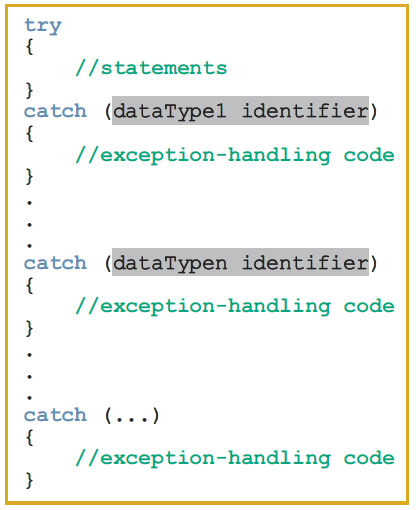 try
{
    //statements
}
catch (dataType1 identifier)
{
    //exception-handling code
}
.
.
.
catch (dataTypen identifier)
{
    //exception-handling code
}
.
.
.
catch (...)
{
    //exception-handling code
}